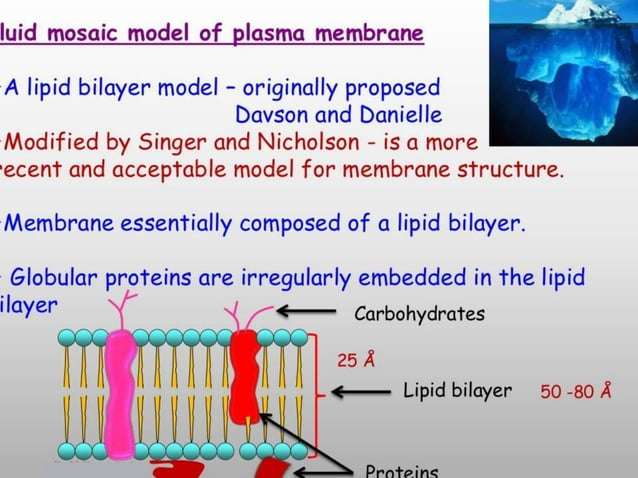 luid mosaic model of plasma membrane
A lipid bilayer model – originally proposed
Davson and Danielle
Modified by Singer and Nicholson - is a more
recent and acceptable model for membrane structure.
Membrane essentially composed of a lipid bilayer.
Globular proteins are irregularly embedded in the lipid
ilayer
Carbohydrates
25 Å
Lipid bilayer 50 -80 Å
Proteins